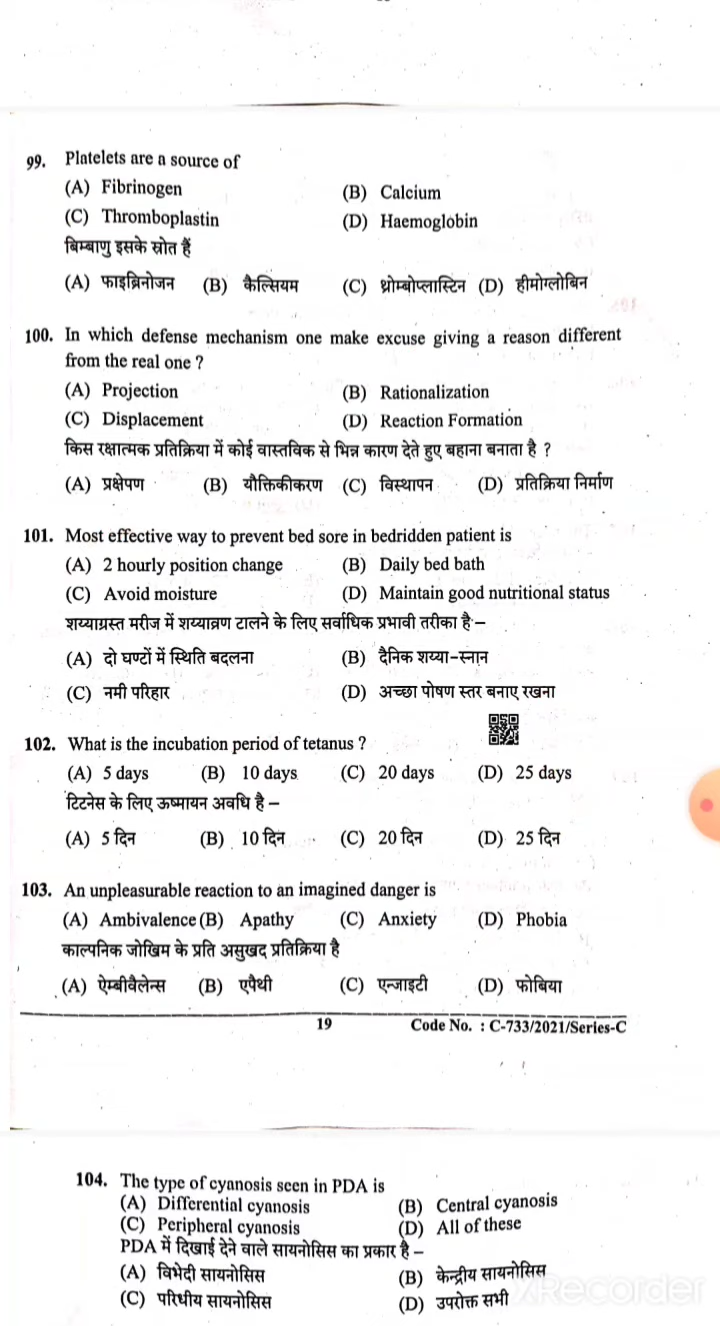 99. Platelets are a source of
(A) Fibrinogen (B) Calcium
(C) Thromboplastin (D) Haemoglobin
बिम्बाणु इसके स्रोत हैं
(A) फाइब्रिनोजन (B) कैल्सियम (C) थ्रोम्बोप्लास्टिन (D) हीमोग्लोबिन
100. In which defense mechanism one make excuse giving a reason different
from the real one ?
(A) Projection (B) Rationalization
(C) Displacement (D) Reaction Formation
किस रक्षात्मक प्रतिक्रिया में कोई वास्तविक से भिन्न कारण देते हुए बहाना बनाता है ?
(A) प्रक्षेपण (B) यौक्तिकीकरण (C) विस्थापन (D) प्रतिक्रिया निर्माण
101. Most effective way to prevent bed sore in bedridden patient is
(A) 2 hourly position change (B) Daily bed bath
(C) Avoid moisture (D) Maintain good nutritional status
शय्याग्रस्त मरीज में शय्याव्रण टालने के लिए सर्वाधिक प्रभावी तरीका है –
(A) दो घण्टों में स्थिति बदलना (B) दैनिक शय्या-स्नान
(C) नमी परिहार (D) अच्छा पोषण स्तर बनाए रखना
102. What is the incubation period of tetanus ?
(A) 5 days (B) 10 days (C) 20 days (D) 25 days
टिटनेस के लिए ऊष्मायन अवधि है –
(A) 5 दिन (B) 10 दिन (C) 20 दिन (D) 25 दिन
103. An unpleasurable reaction to an imagined danger is
(A) Ambivalence (B) Apathy (C) Anxiety (D) Phobia
काल्पनिक जोखिम के प्रति असुखद प्रतिक्रिया है
(A) ऐम्बीवैलेन्स (B) एपैथी (C) एन्जाइटी (D) फोबिया
19 Code No. : C-733/2021/Series-C
104. The type of cyanosis seen in PDA is
(A) Differential cyanosis (B) Central cyanosis
(C) Peripheral cyanosis (D) All of these
PDA में दिखाई देने वाले सायनोसिस का प्रकार है –
(A) विभेदी सायनोसिस (B) केन्द्रीय सायनोसिस
(C) परिधीय सायनोसिस (D) उपरोक्त सभी
XRecorder